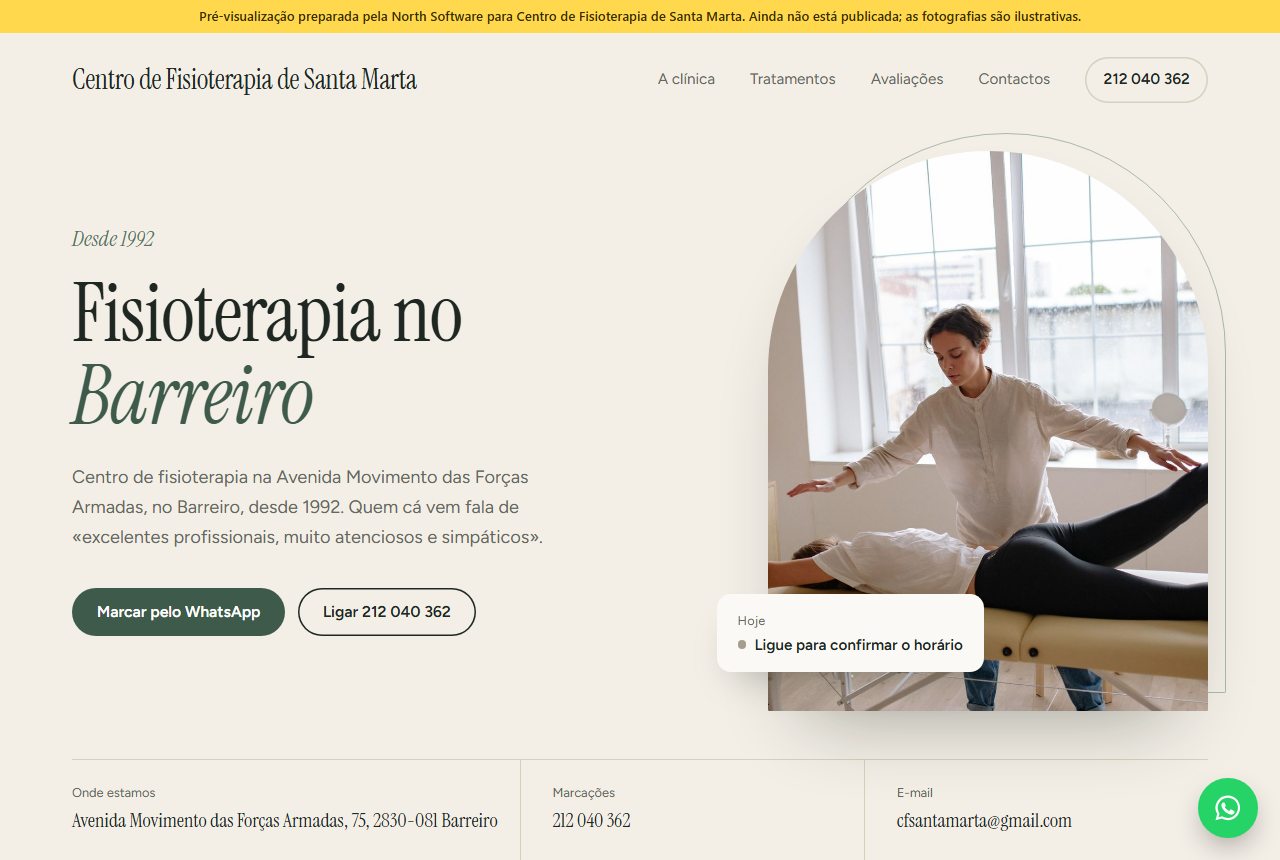 Pré-visualização preparada pela North Software para Centro de Fisioterapia de Santa Marta. Ainda não está publicada; as fotografias são ilustrativas.
Centro de Fisioterapia de Santa Marta
A clínica
Tratamentos
Avaliações
Contactos
212 040 362
Desde 1992
Fisioterapia no
Barreiro
Centro de fisioterapia na Avenida Movimento das Forças
Armadas, no Barreiro, desde 1992. Quem cá vem fala de
«excelentes profissionais, muito atenciosos e simpáticos».
Marcar pelo WhatsApp
Ligar 212 040 362
Hoje
Ligue para confirmar o horário
Onde estamos
Avenida Movimento das Forças Armadas, 75, 2830-081 Barreiro
Marcações
212 040 362
E-mail
cfsantamarta@gmail.com